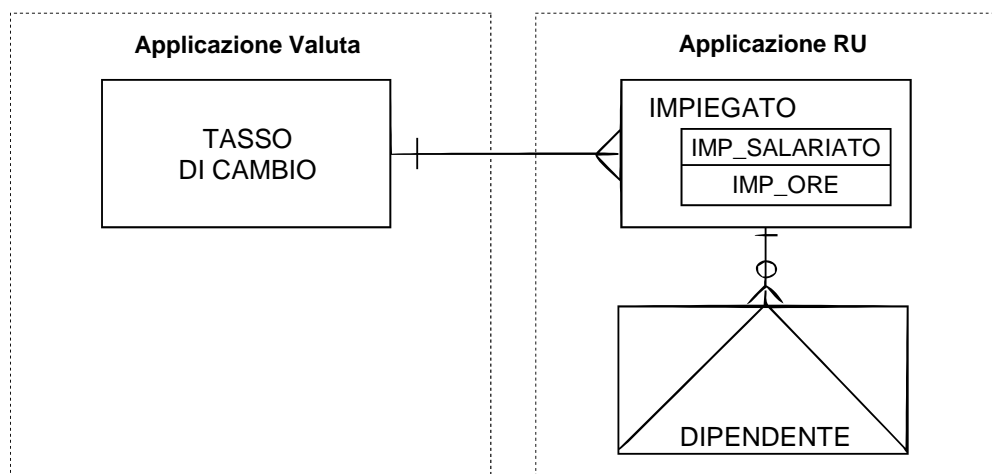 Applicazione Valuta
TASSO
DI CAMBIO
Applicazione RU
IMPIEGATO
IMP_SALARIATO
IMP_ORE
DIPENDENTE